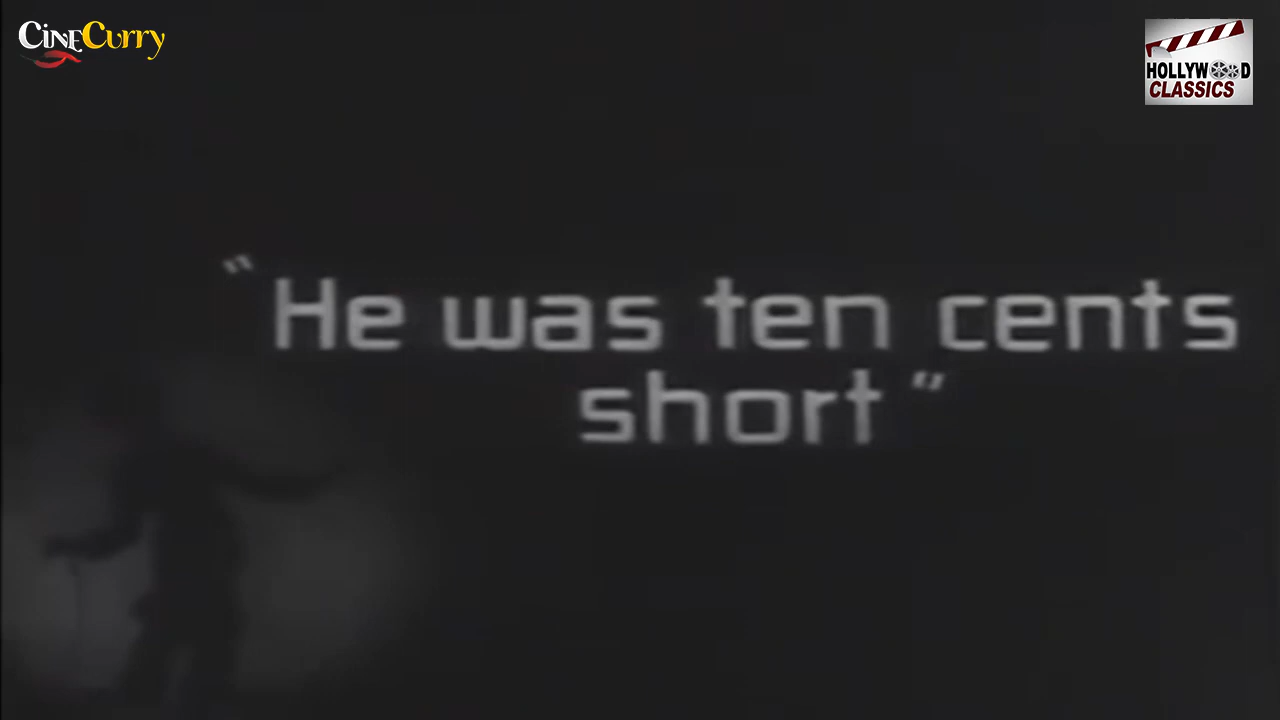 CINECURRY
HOLLYWOOD
CLASSICS
"He was ten cents
short"